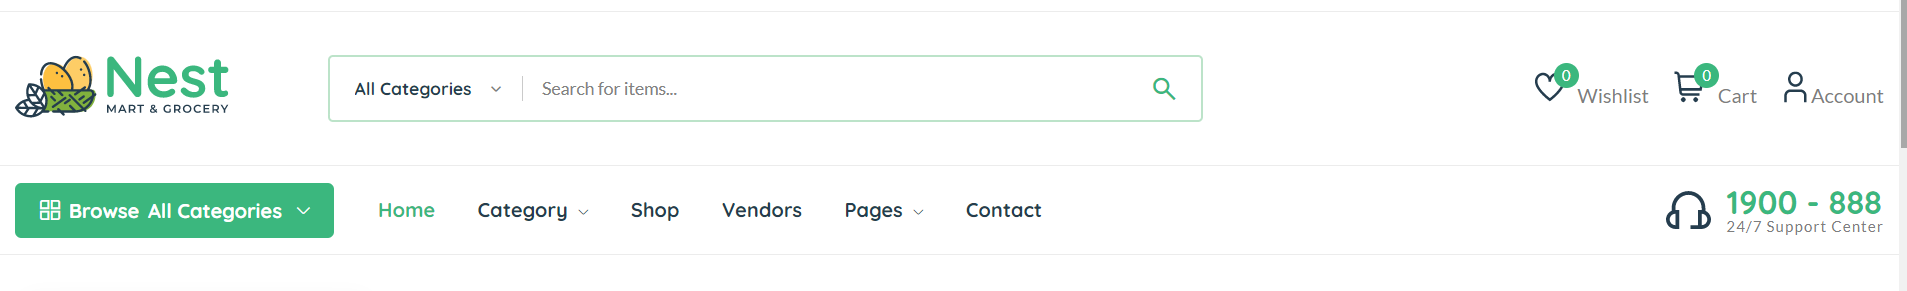 Nest
MART & GROCERY
All Categories
Search for items...
0
Wishlist
0
Cart
Account
Browse All Categories
Home
Category
Shop
Vendors
Pages
Contact
1900 - 888
24/7 Support Center